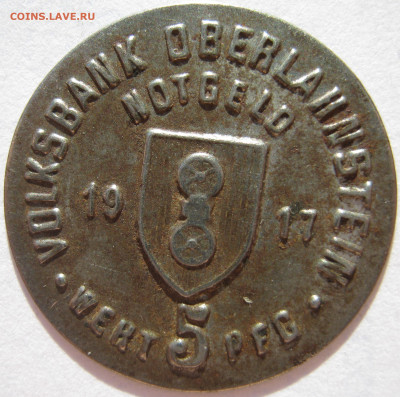 COINS.LAVE.RU
VOLKSBANK OBERLAHNSTEIN
NOTGELD
19 17
· WERT 5 PFG ·